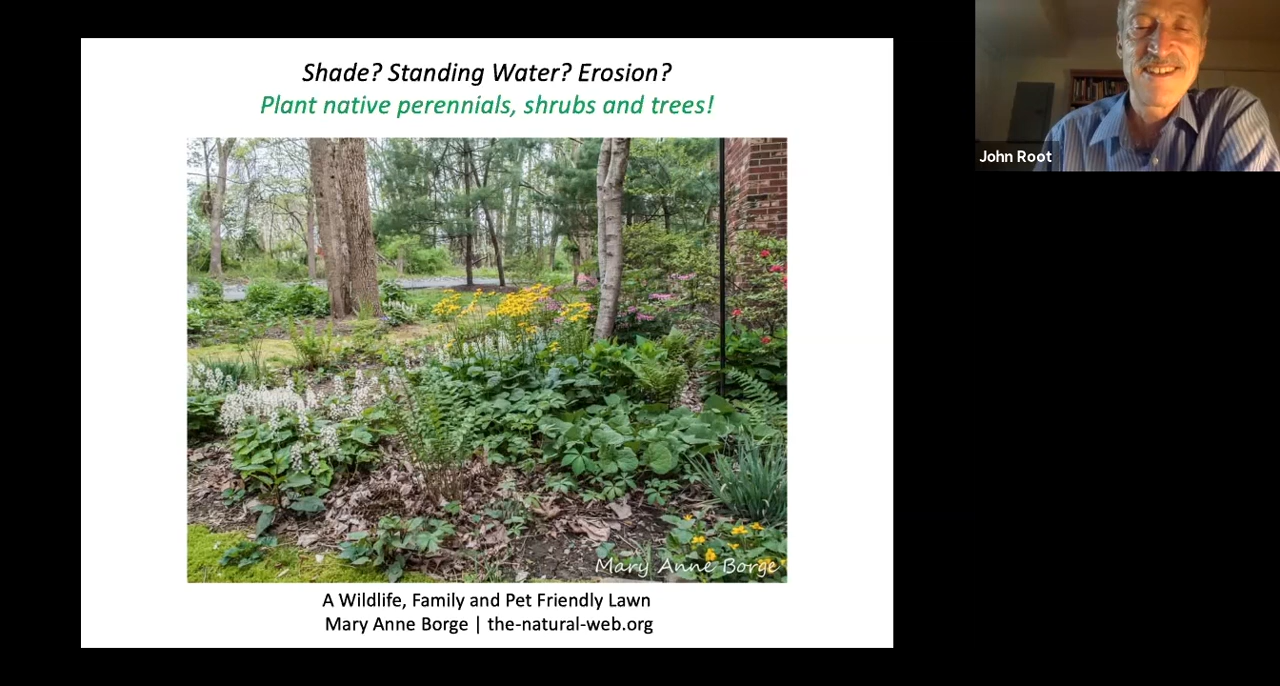 Shade? Standing Water? Erosion?
Plant native perennials, shrubs and trees!
John Root
Mary Anne Borge
A Wildlife, Family and Pet Friendly Lawn
Mary Anne Borge | the-natural-web.org